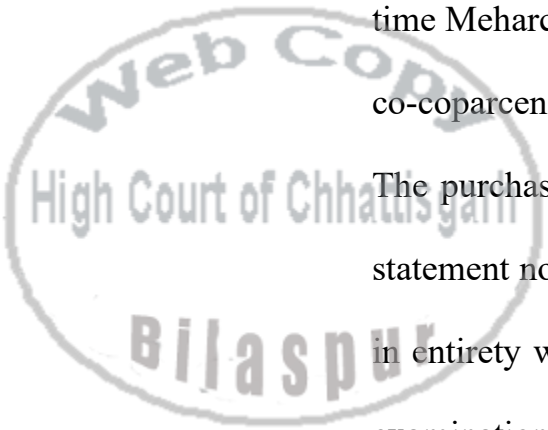 time Meharc
co-coparcen
The purchas
statement no
in entirety w
Web Copy
High Court of Chhattisgarh
Bilaspur